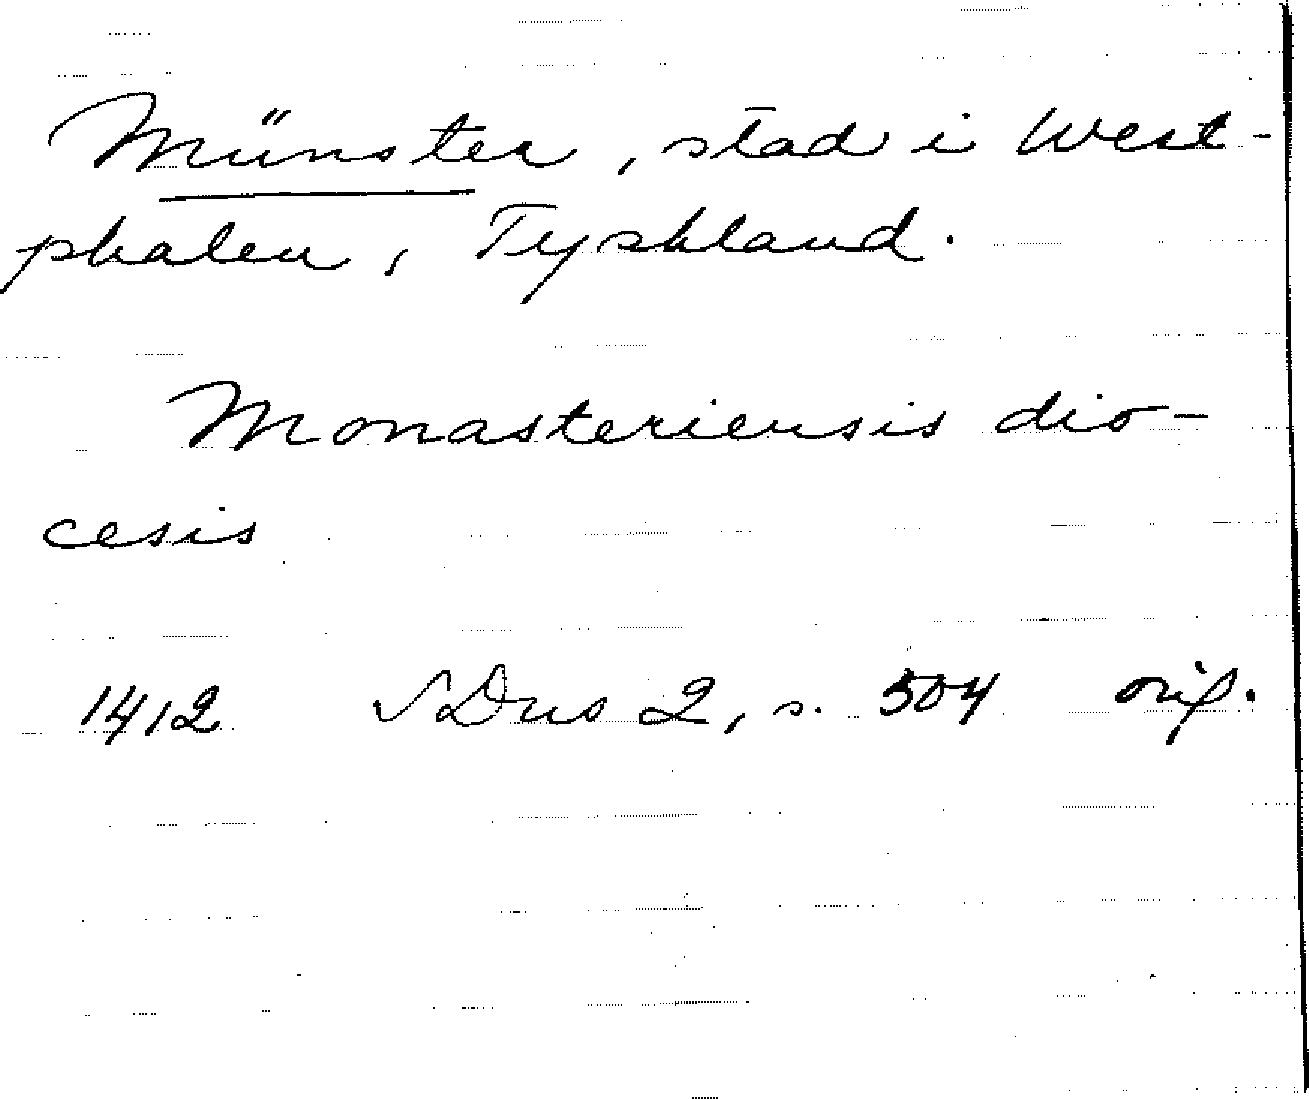 Münster, stad i West-
phalen, Tyskland.
Monasteriensis dio-
cesis
1412 SDns 2, s. 504 orig.